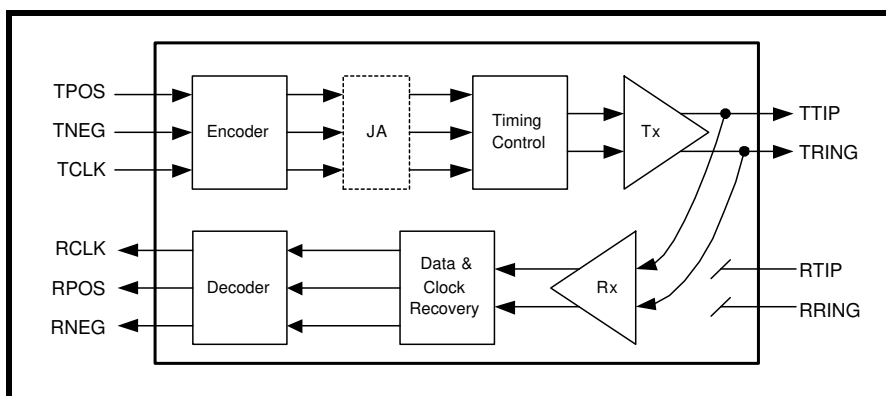 TPOS
TNEG
TCLK
Encoder
JA
Timing
Control
Tx
TTIP
TRING
RCLK
RPOS
RNEG
Decoder
Data &
Clock
Recovery
Rx
RTIP
RRING